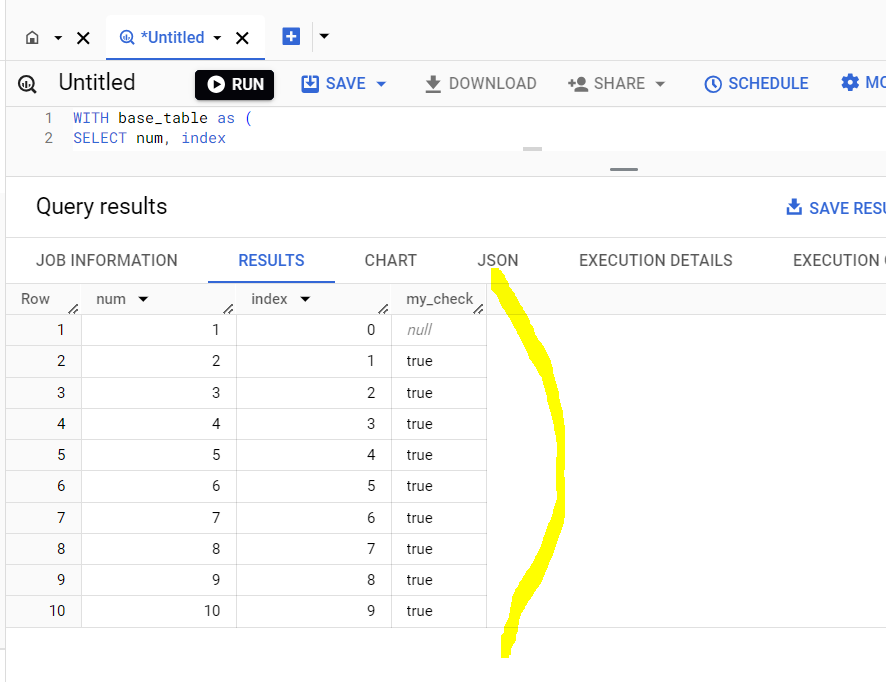 *Untitled
Untitled RUN SAVE DOWNLOAD SHARE SCHEDULE MO
1 WITH base_table as (
2 SELECT num, index
Query results SAVE RESU
JOB INFORMATION RESULTS CHART JSON EXECUTION DETAILS EXECUTION
Row num index my_check
1 1 0 null
2 2 1 true
3 3 2 true
4 4 3 true
5 5 4 true
6 6 5 true
7 7 6 true
8 8 7 true
9 9 8 true
10 10 9 true